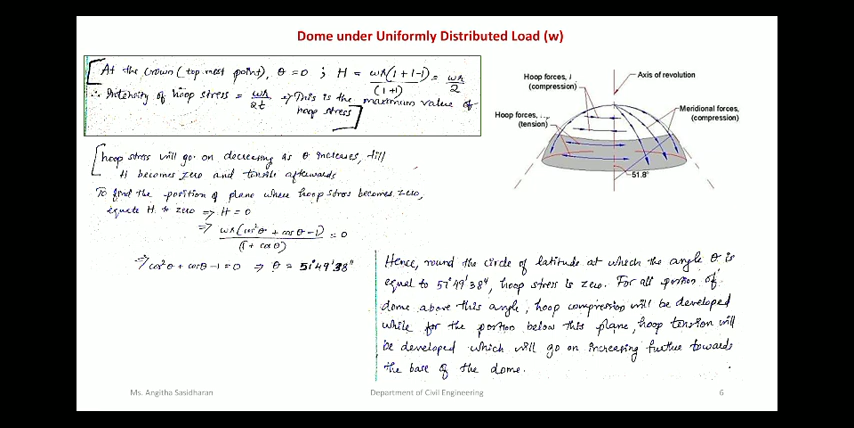 Dome under Uniformly Distributed Load (w)
At the crown (top most point), θ = 0 ; H = wr(1+1-1)/(1+1) = wr/2
∴ Intensity of hoop stress = wr/2t ⇒ This is the maximum value of
hoop stress
hoop stress will go on decreasing as θ increases, till
H becomes zero and tensile afterwards
To find the position of plane where hoop stress becomes zero,
equate H to zero ⇒ H = 0
⇒ wr(cos²θ + cosθ - 1)/(1 + cosθ) = 0
⇒ cos²θ + cosθ - 1 = 0 ⇒ θ = 51°49'38"
Hoop forces,
(compression)
Axis of revolution
Hoop forces, ...,
(tension)
Meridional forces,
(compression)
51.8°
Hence, round the circle of latitude at which the angle θ is
equal to 51°49'38", hoop stress is zero. For all portion of
dome above this angle, hoop compression will be developed
while for the portion below this plane, hoop tension will
be developed which will go on increasing further towards
the base of the dome.
Ms. Angitha Sasidharan
Department of Civil Engineering
6